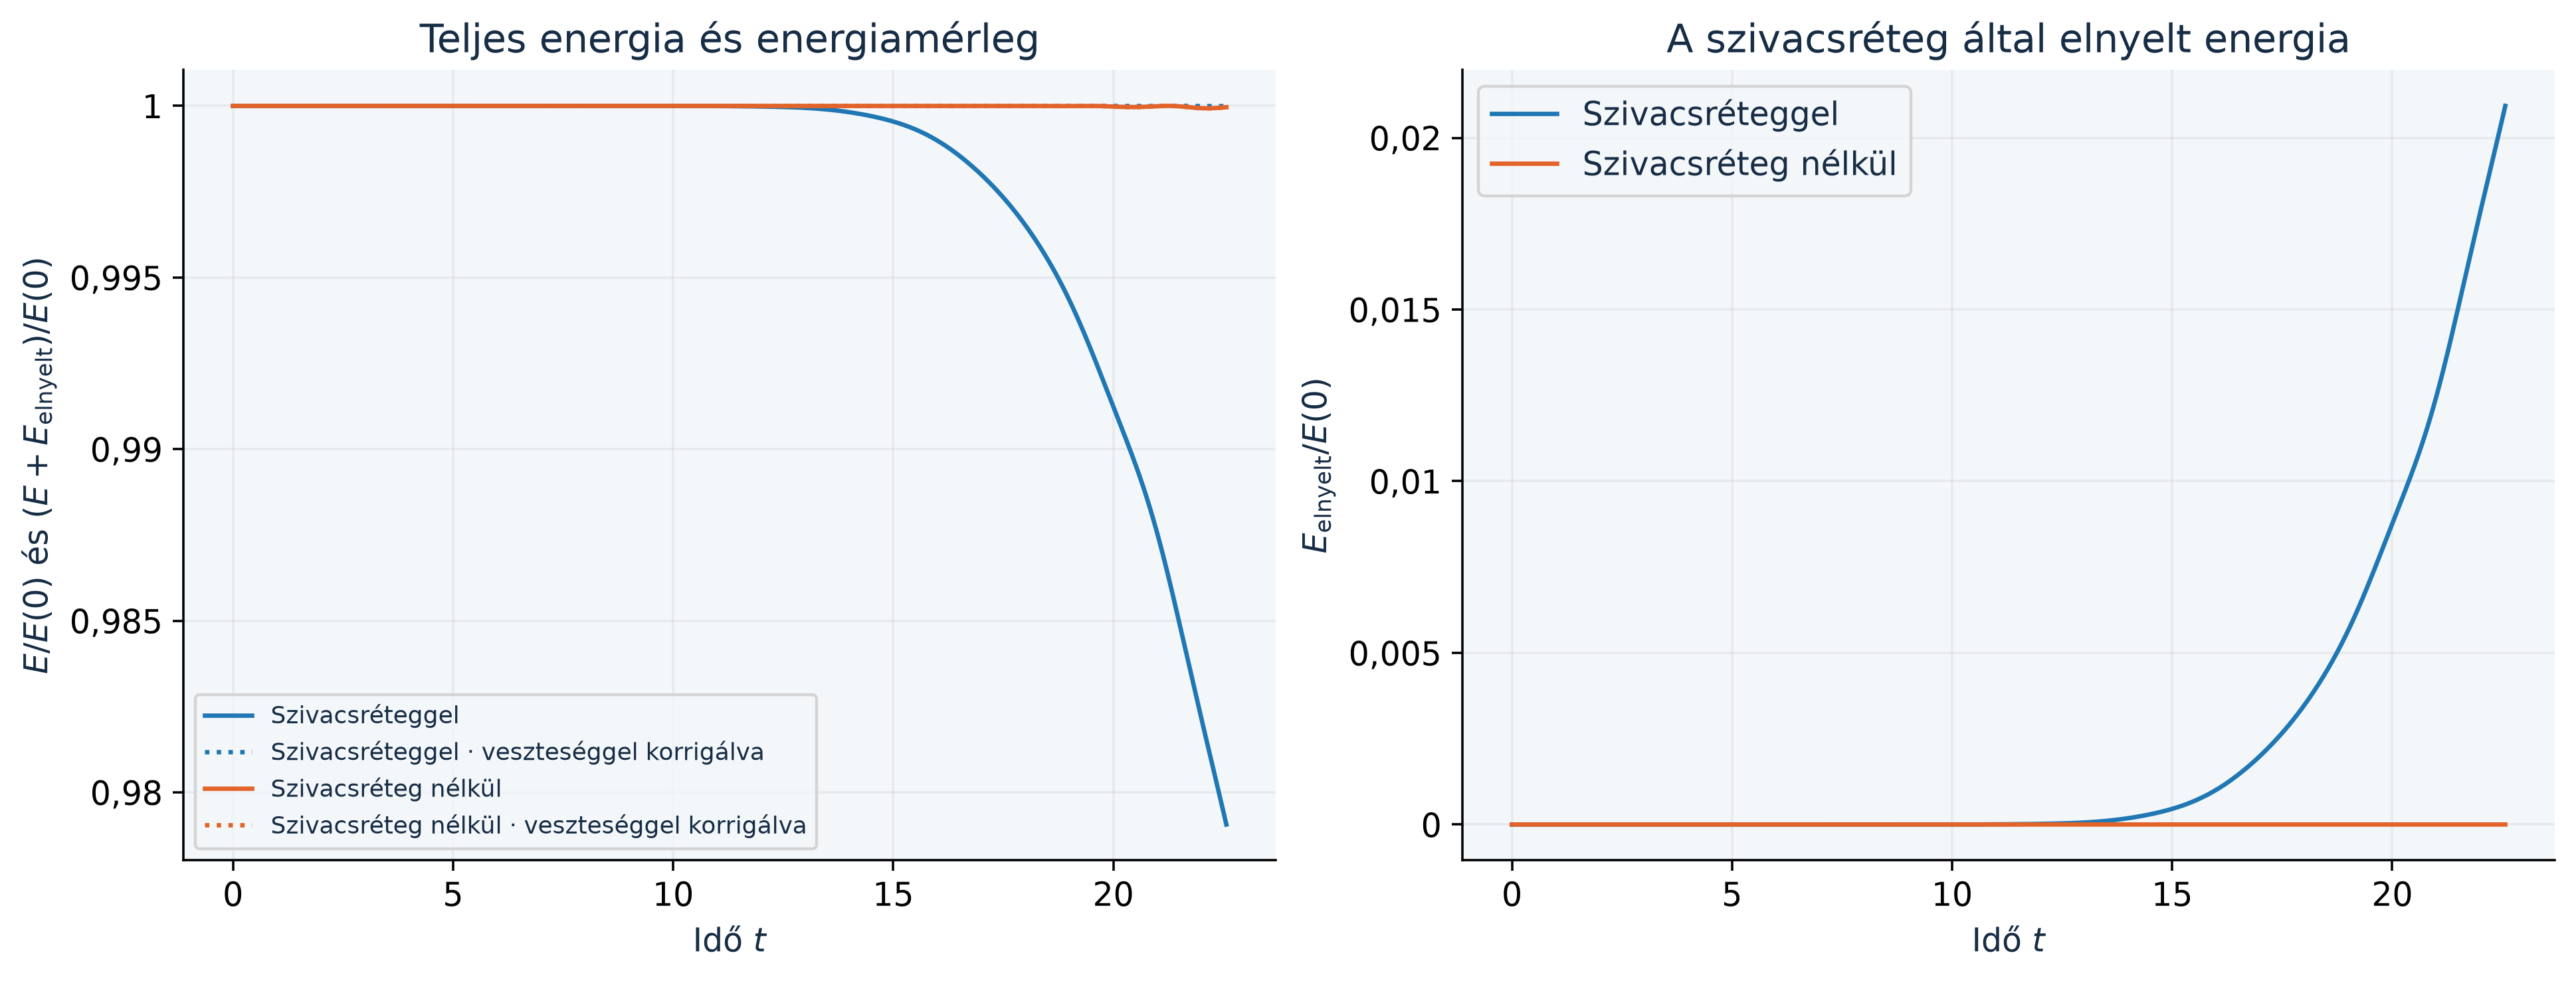 Teljes energia és energiamérleg
E/E(0) és (E + E_elnyelt)/E(0)
1
0,995
0,99
0,985
0,98
Szivacsréteggel
Szivacsréteggel · veszteséggel korrigálva
Szivacsréteg nélkül
Szivacsréteg nélkül · veszteséggel korrigálva
0 5 10 15 20
Idő t
A szivacsréteg által elnyelt energia
E_elnyelt/E(0)
Szivacsréteggel
Szivacsréteg nélkül
0,02
0,015
0,01
0,005
0
0 5 10 15 20
Idő t